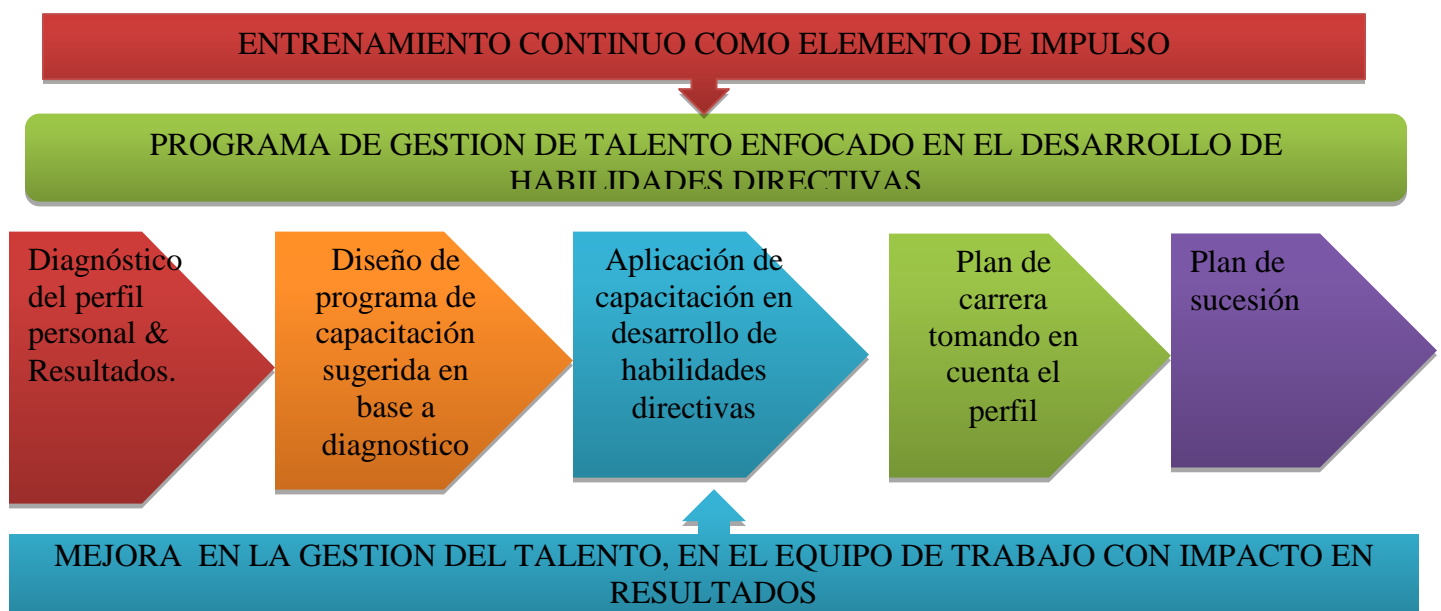 ENTRENAMIENTO CONTINUO COMO ELEMENTO DE IMPULSO
PROGRAMA DE GESTION DE TALENTO ENFOCADO EN EL DESARROLLO DE
HABILIDADES DIRECTIVAS
Diagnóstico
del perfil
personal &
Resultados.
Diseño de
programa de
capacitación
sugerida en
base a
diagnostico
Aplicación de
capacitación en
desarrollo de
habilidades
directivas
Plan de
carrera
tomando en
cuenta el
perfil
Plan de
sucesión
MEJORA  EN LA GESTION DEL TALENTO, EN EL EQUIPO DE TRABAJO CON IMPACTO EN
RESULTADOS